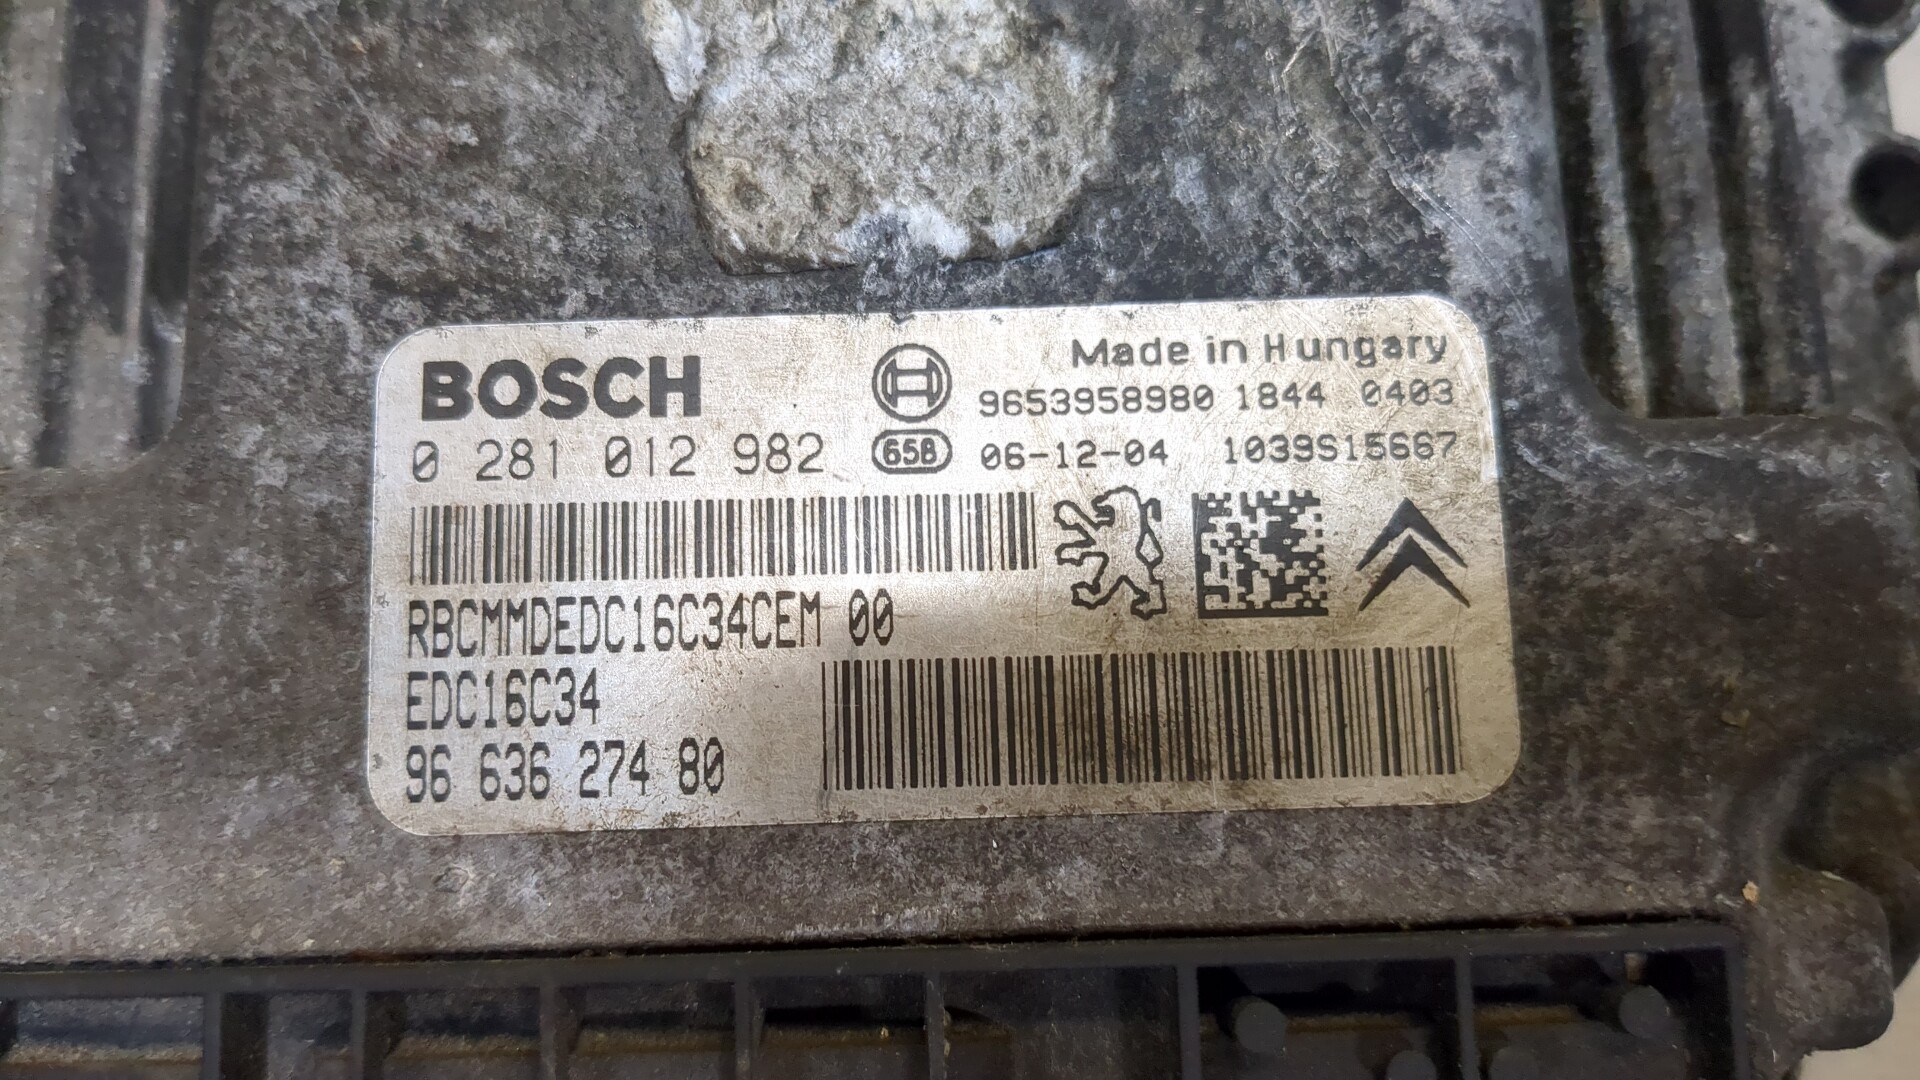 BOSCH
Made in Hungary
9653958980 1844 0403
0 281 012 982
658
06-12-04 1039S15667
RBCMMDEDC16C34CEM 00
EDC16C34
96 636 274 80